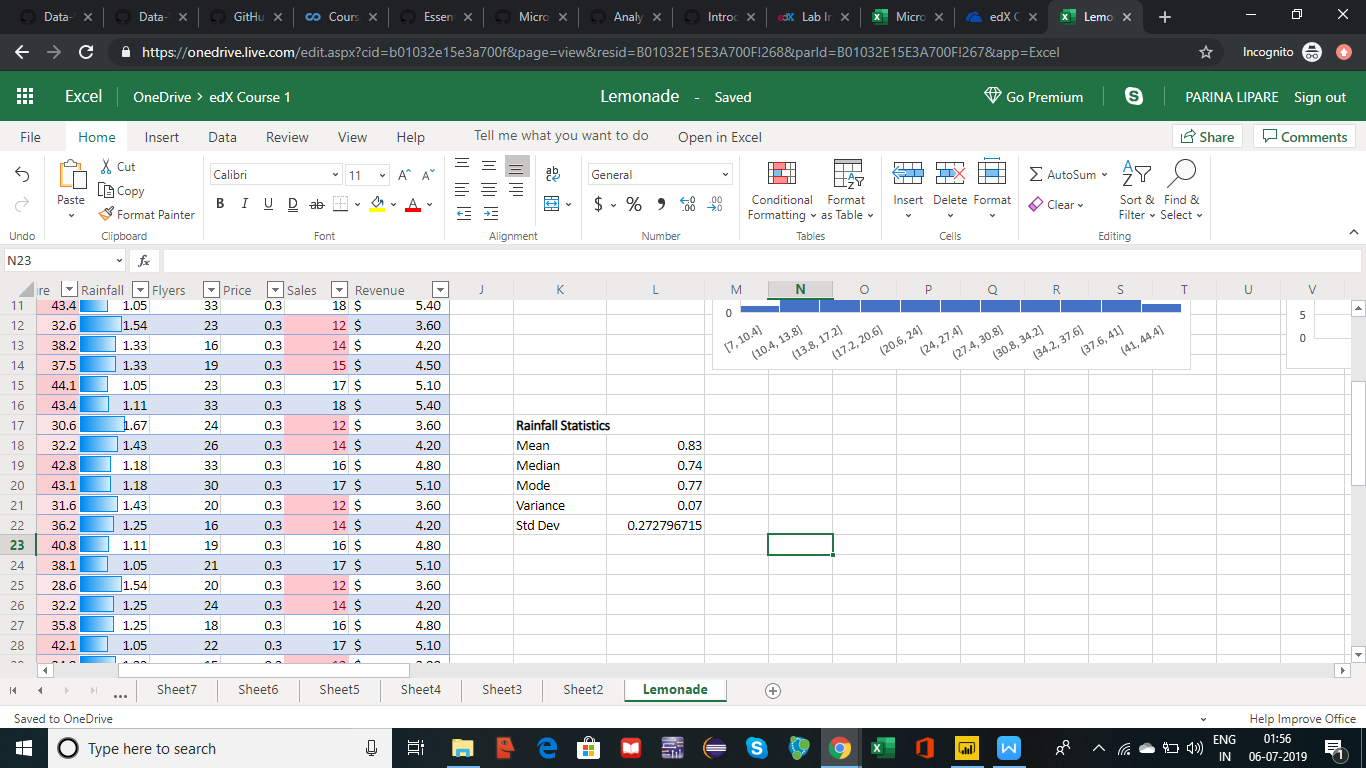 Data- Data- GitHu Cours Essen Micro Analy Introc edX Lab In Micro edX C Lemo
https://onedrive.live.com/edit.aspx?cid=b01032e15e3a700f&page=view&resid=B01032E15E3A700F!268&parId=B01032E15E3A700F!267&app=Excel Incognito
Excel OneDrive > edX Course 1 Lemonade - Saved Go Premium PARINA LIPARE Sign out
File Home Insert Data Review View Help Tell me what you want to do Open in Excel Share Comments
Paste Cut Copy Format Painter Calibri 11 B I U D ab ab General $ % Conditional Formatting Format as Table Insert Delete Format AutoSum Clear Sort & Filter Find & Select
Undo Clipboard Font Alignment Number Tables Cells Editing
N23 fx
re Rainfall Flyers Price Sales Revenue J K L M N O P Q R S T U V
11 43.4 1.05 33 0.3 18 $ 5.40
12 32.6 1.54 23 0.3 12 $ 3.60
13 38.2 1.33 16 0.3 14 $ 4.20
14 37.5 1.33 19 0.3 15 $ 4.50
15 44.1 1.05 23 0.3 17 $ 5.10
16 43.4 1.11 33 0.3 18 $ 5.40
17 30.6 1.67 24 0.3 12 $ 3.60
18 32.2 1.43 26 0.3 14 $ 4.20
19 42.8 1.18 33 0.3 16 $ 4.80
20 43.1 1.18 30 0.3 17 $ 5.10
21 31.6 1.43 20 0.3 12 $ 3.60
22 36.2 1.25 16 0.3 14 $ 4.20
23 40.8 1.11 19 0.3 16 $ 4.80
24 38.1 1.05 21 0.3 17 $ 5.10
25 28.6 1.54 20 0.3 12 $ 3.60
26 32.2 1.25 24 0.3 14 $ 4.20
27 35.8 1.25 18 0.3 16 $ 4.80
28 42.1 1.05 22 0.3 17 $ 5.10
0
[7, 10.4] (10.4, 13.8] (13.8, 17.2] (17.2, 20.6] (20.6, 24] (24, 27.4] (27.4, 30.8] (30.8, 34.2] (34.2, 37.6] (37.6, 41] (41, 44.4]
5
0
Rainfall Statistics
Mean 0.83
Median 0.74
Mode 0.77
Variance 0.07
Std Dev 0.272796715
... Sheet7 Sheet6 Sheet5 Sheet4 Sheet3 Sheet2 Lemonade
Saved to OneDrive Help Improve Office
Type here to search ENG IN 01:56 06-07-2019 1